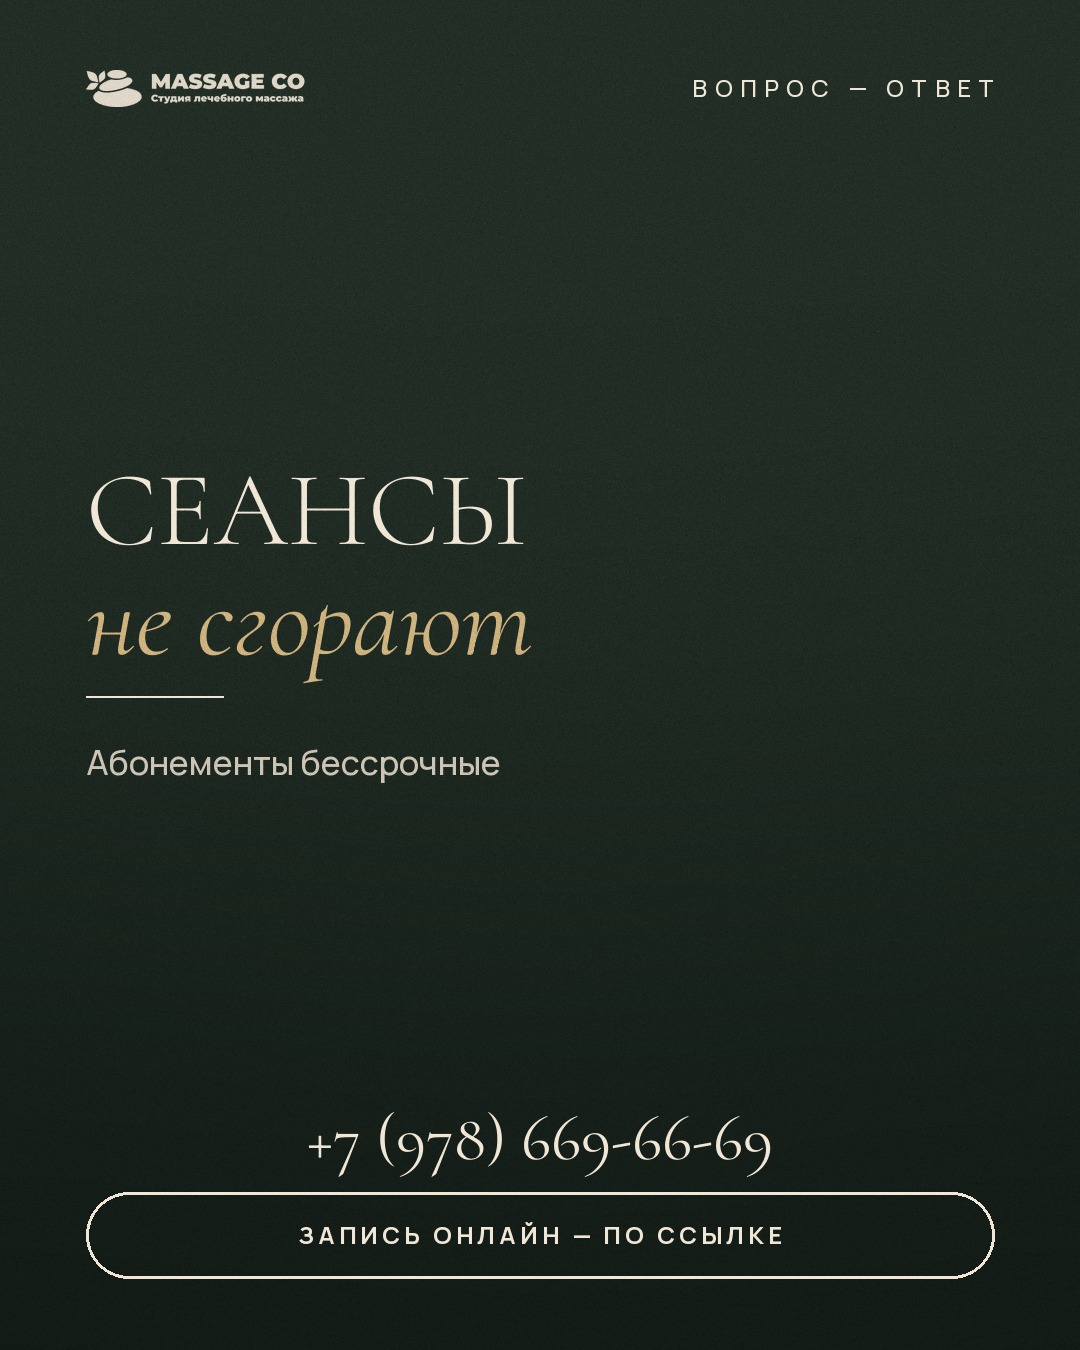 MASSAGE CO
Студия лечебного массажа
ВОПРОС — ОТВЕТ
СЕАНСЫ
не сгорают
Абонементы бессрочные
+7 (978) 669-66-69
ЗАПИСЬ ОНЛАЙН — ПО ССЫЛКЕ